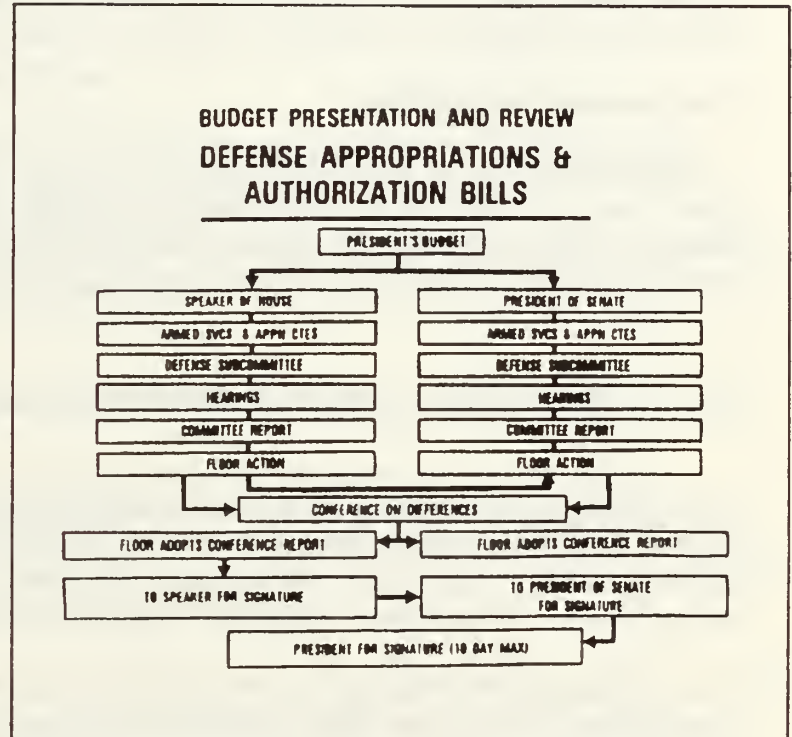 BUDGET PRESENTATION AND REVIEW
DEFENSE APPROPRIATIONS &
AUTHORIZATION BILLS
PRESIDENT'S BUDGET
SPEAKER OF HOUSE
ARMED SVCS & APPN CTES
DEFENSE SUBCOMMITTEE
HEARINGS
COMMITTEE REPORT
FLOOR ACTION
PRESIDENT OF SENATE
ARMED SVCS & APPN CTES
DEFENSE SUBCOMMITTEE
HEARINGS
COMMITTEE REPORT
FLOOR ACTION
CONFERENCE ON DIFFERENCES
FLOOR ADOPTS CONFERENCE REPORT
FLOOR ADOPTS CONFERENCE REPORT
TO SPEAKER FOR SIGNATURE
TO PRESIDENT OF SENATE
FOR SIGNATURE
PRESIDENT FOR SIGNATURE (10 DAY MAX)